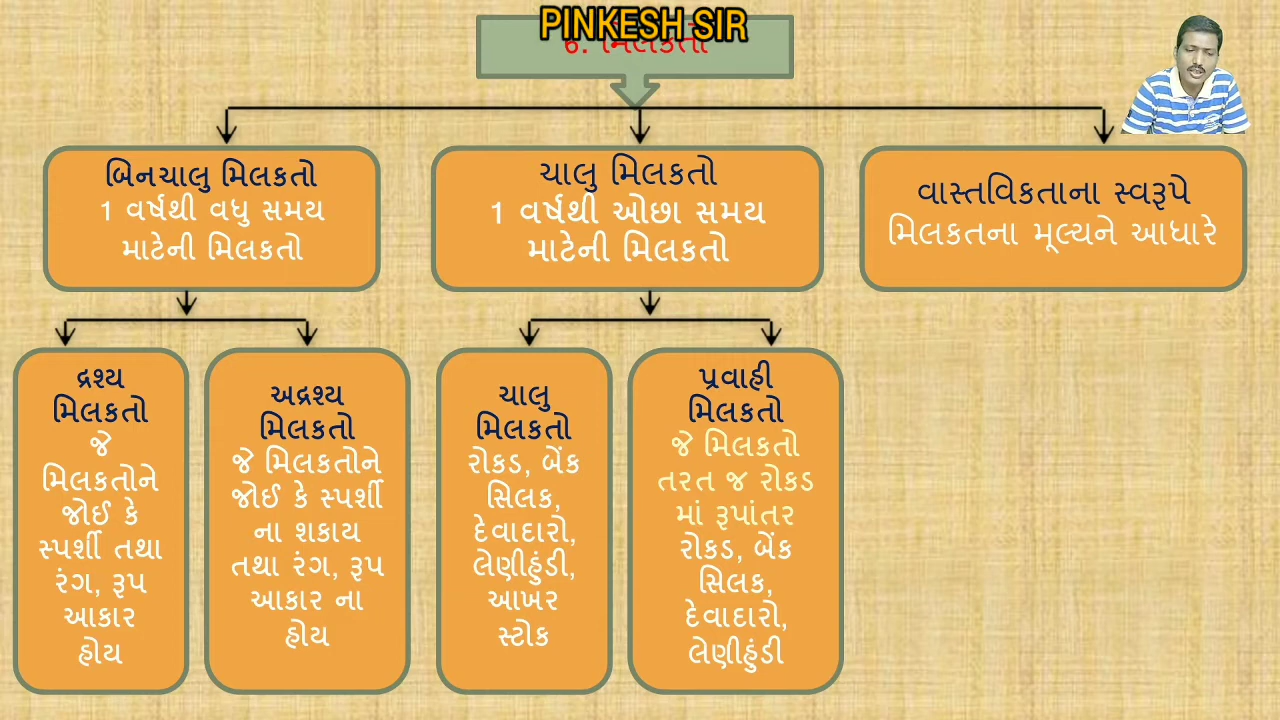 PINKESH SIR
6. મિલકતો
બિનચાલુ મિલકતો
1 વર્ષથી વધુ સમય
માટેની મિલકતો
ચાલુ મિલકતો
1 વર્ષથી ઓછા સમય
માટેની મિલકતો
વાસ્તવિકતાના સ્વરૂપે
મિલકતના મૂલ્યને આધારે
દ્રશ્ય
મિલકતો
જે
મિલકતોને
જોઈ કે
સ્પર્શી તથા
રંગ, રૂપ
આકાર
હોય
અદ્રશ્ય
મિલકતો
જે મિલકતોને
જોઈ કે સ્પર્શી
ના શકાય
તથા રંગ, રૂપ
આકાર ના
હોય
ચાલુ
મિલકતો
રોકડ, બેંક
સિલક,
દેવાદારો,
લેણીહુંડી,
આખર
સ્ટોક
પ્રવાહી
મિલકતો
જે મિલકતો
તરત જ રોકડ
માં રૂપાંતર
રોકડ, બેંક
સિલક,
દેવાદારો,
લેણીહુંડી